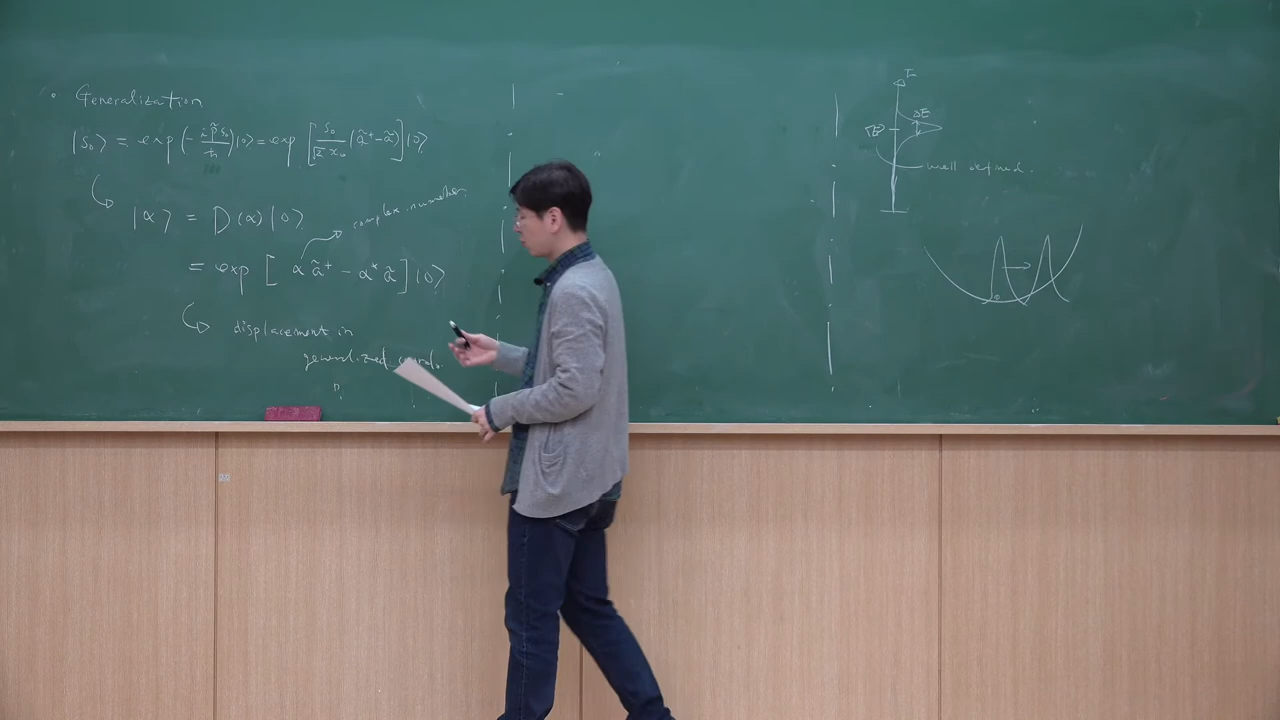 • Generalization
|S₀⟩ = exp(-i p̂ S₀/ħ)|0⟩ = exp[S₀/(√2 x₀) (â⁺ - â)]|0⟩
|α⟩ = D(α)|0⟩
complex number
= exp[α â⁺ - α* â]|0⟩
displacement in
generalized coords.
ΔE
⟨E⟩
well defined